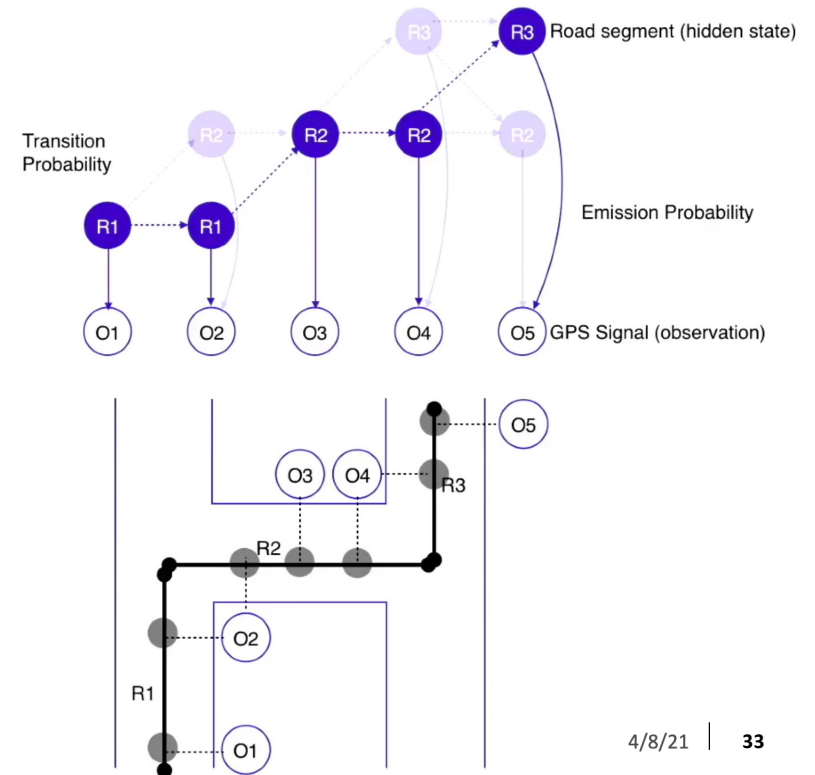 R3
R3
Road segment (hidden state)
Transition
Probability
R2
R2
R2
R2
R1
R1
Emission Probability
O1
O2
O3
O4
O5
GPS Signal (observation)
O5
O3
O4
R3
R2
O2
R1
O1
4/8/21
33